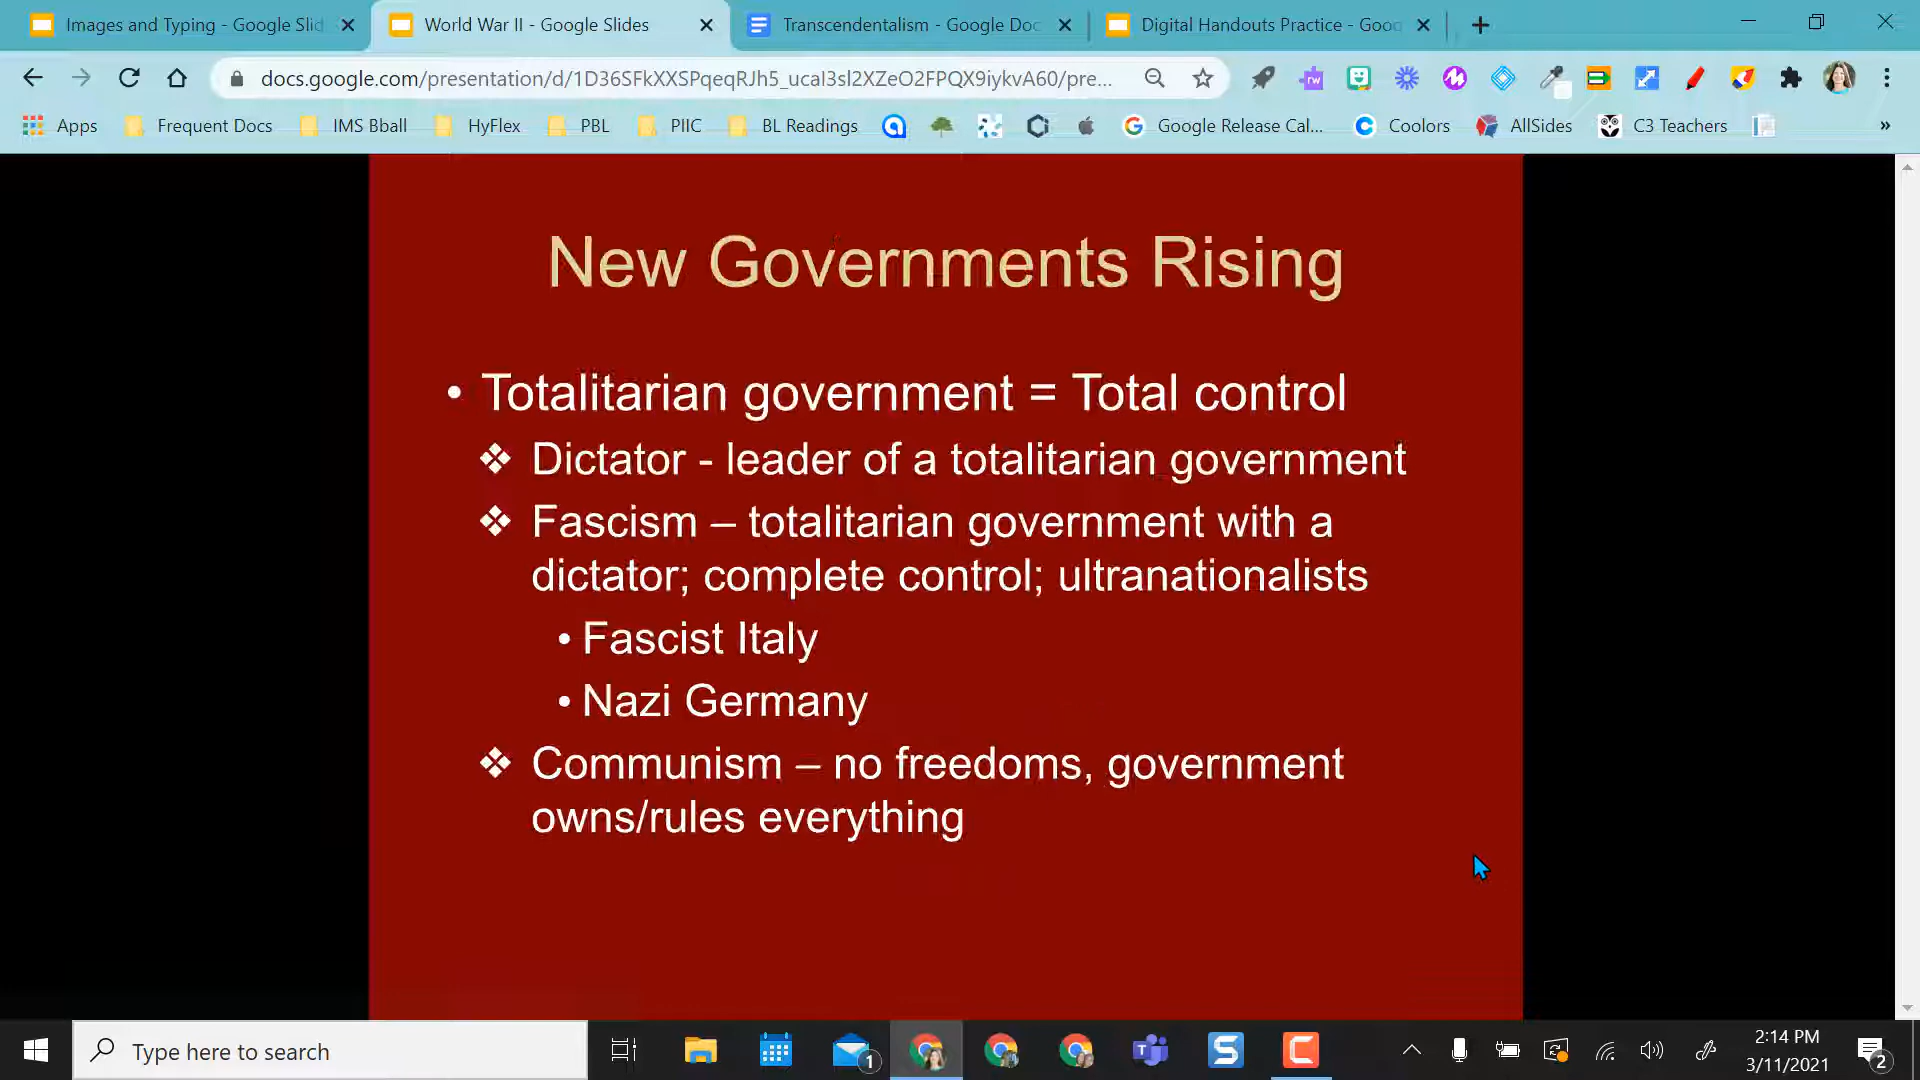 Images and Typing - Google Slid
World War II - Google Slides
Transcendentalism - Google Doc
Digital Handouts Practice - Goog
docs.google.com/presentation/d/1D36SFkXXSPqeqRJh5_ucaI3sl2XZeO2FPQX9iykvA60/pre...
Apps
Frequent Docs
IMS Bball
HyFlex
PBL
PIIC
BL Readings
Google Release Cal...
Coolors
AllSides
C3 Teachers
»
New Governments Rising
• Totalitarian government = Total control
❖ Dictator - leader of a totalitarian government
❖ Fascism – totalitarian government with a
dictator; complete control; ultranationalists
• Fascist Italy
• Nazi Germany
❖ Communism – no freedoms, government
owns/rules everything
Type here to search
1
2:14 PM
3/11/2021
2